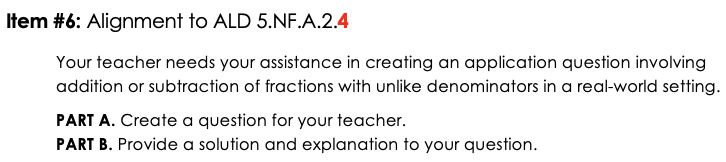 Item #6: Alignment to ALD 5.NF.A.2.4
Your teacher needs your assistance in creating an application question involving
addition or subtraction of fractions with unlike denominators in a real-world setting.
PART A. Create a question for your teacher.
PART B. Provide a solution and explanation to your question.